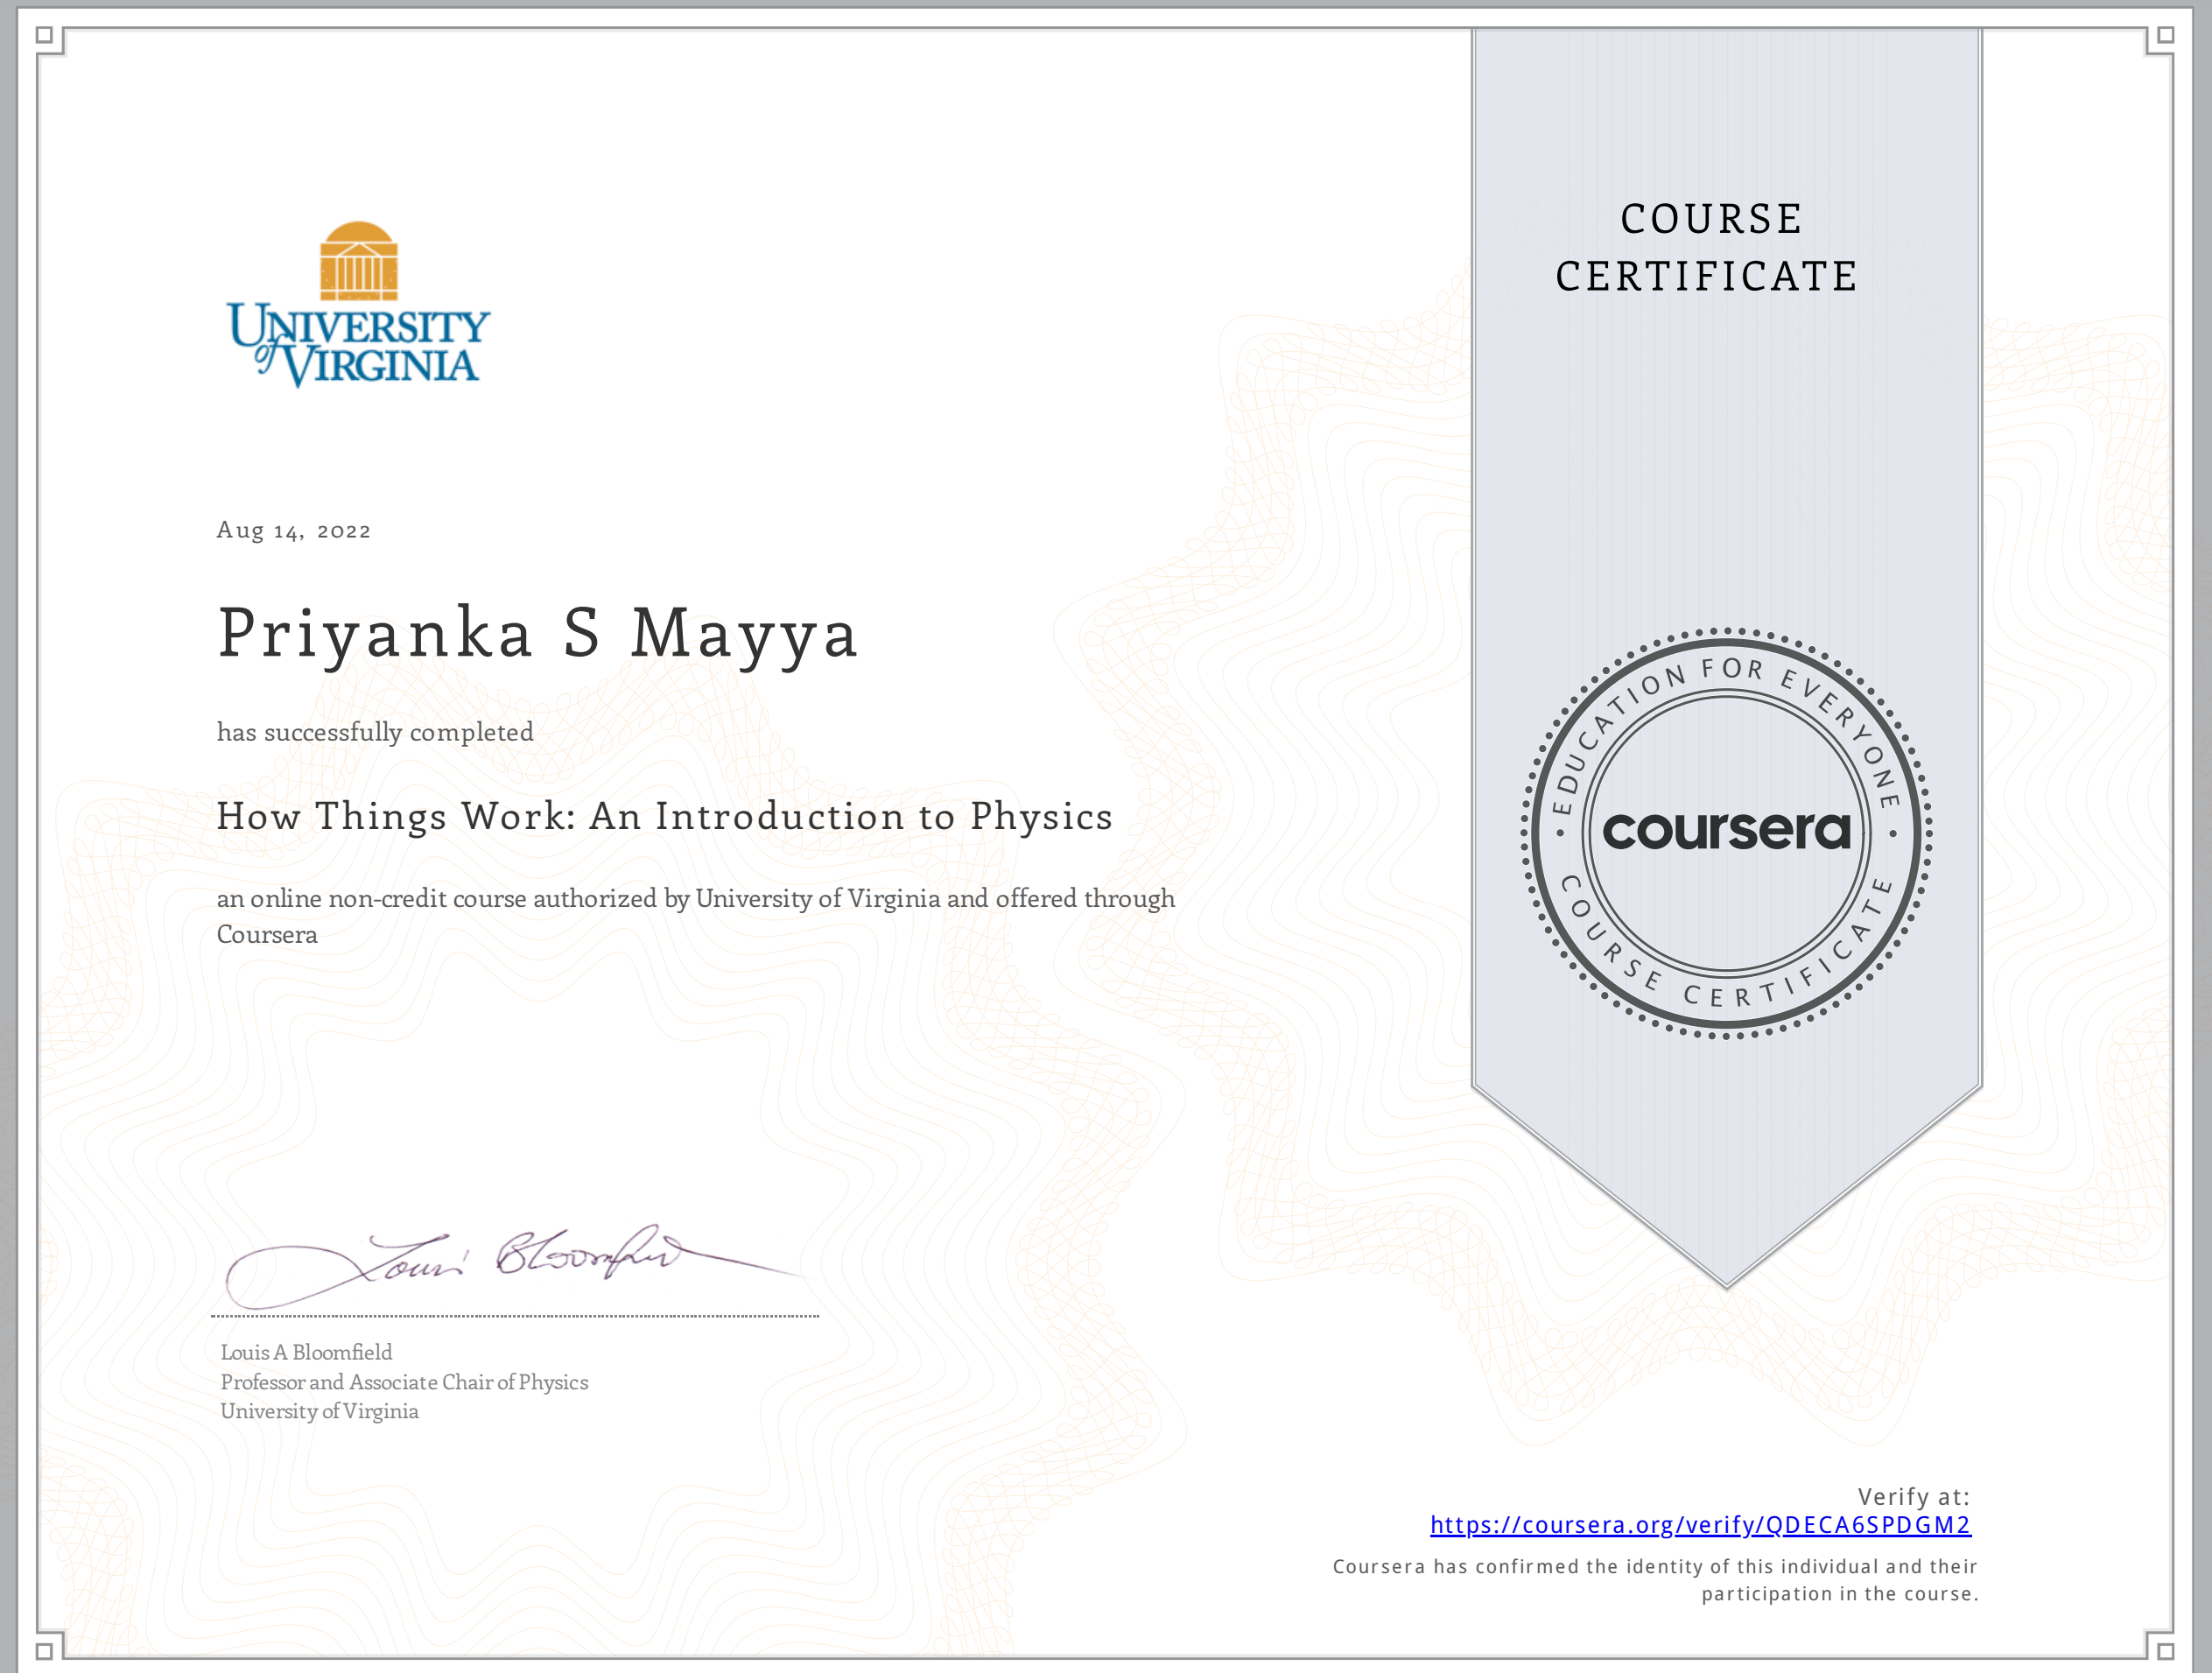 UNIVERSITY
of VIRGINIA
COURSE
CERTIFICATE
Aug 14, 2022
Priyanka S Mayya
has successfully completed
How Things Work: An Introduction to Physics
an online non-credit course authorized by University of Virginia and offered through
Coursera
EDUCATION FOR EVERYONE
coursera
COURSE CERTIFICATE
Louis Bloomfield
Louis A Bloomfield
Professor and Associate Chair of Physics
University of Virginia
Verify at:
https://coursera.org/verify/QDECA6SPDGM2
Coursera has confirmed the identity of this individual and their
participation in the course.